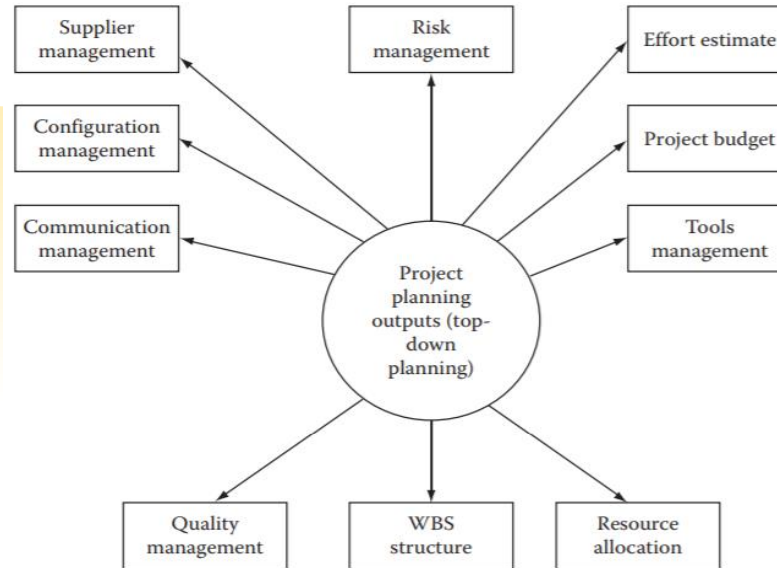 Supplier
management
Risk
management
Effort estimate
Configuration
management
Project budget
Communication
management
Tools
management
Project
planning
outputs (top-
down
planning)
Quality
management
WBS
structure
Resource
allocation